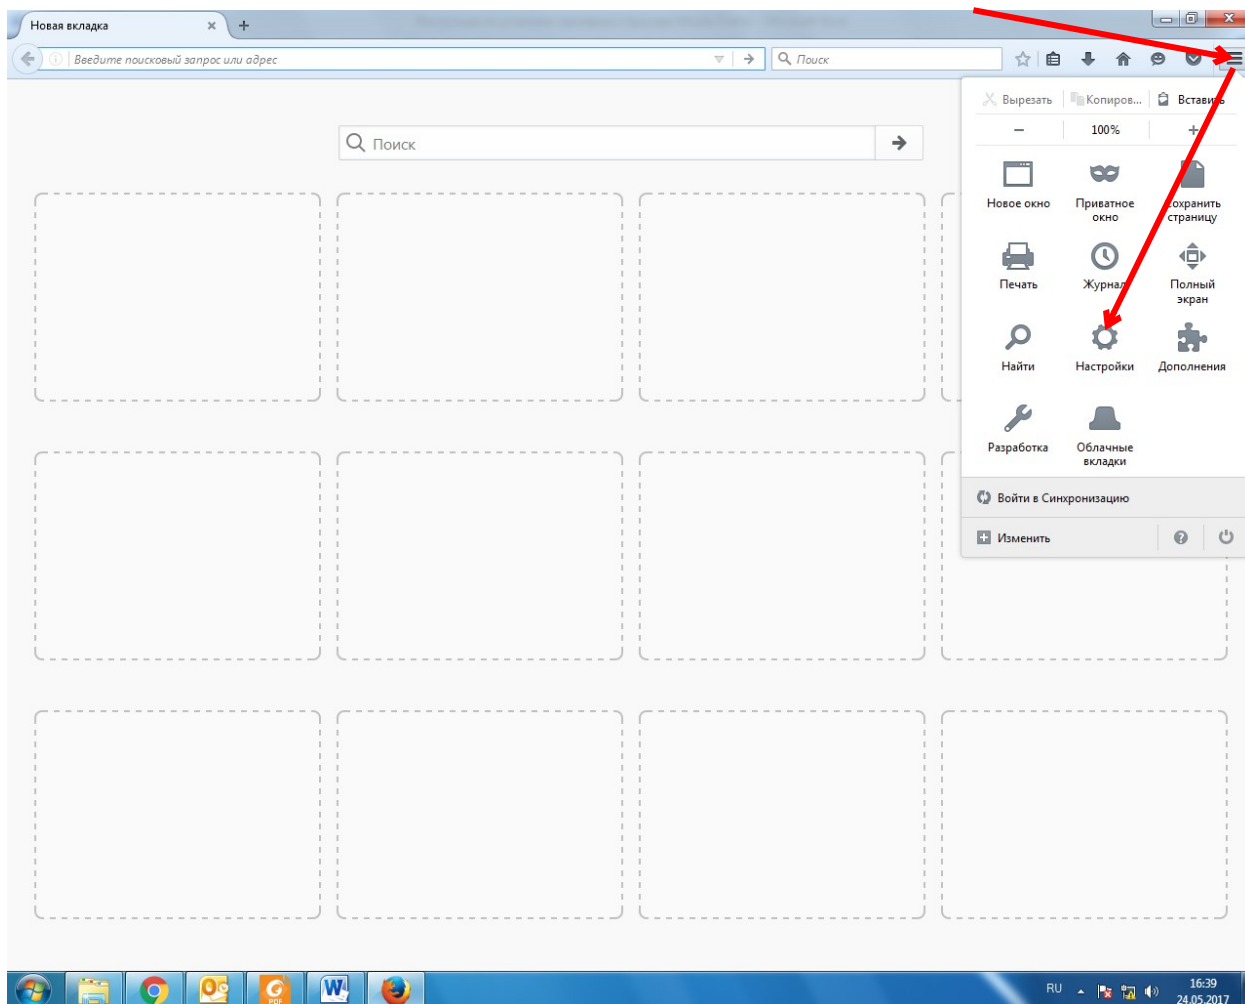 Новая вкладка
Введите поисковый запрос или адрес
Поиск
Вырезать Копиров... Вставить
100%
Поиск
Новое окно
Приватное
окно
Сохранить
страницу
Печать
Журнал
Полный
экран
Найти
Настройки
Дополнения
Разработка
Облачные
вкладки
Войти в Синхронизацию
Изменить
PDF
RU
16:39
24.05.2017